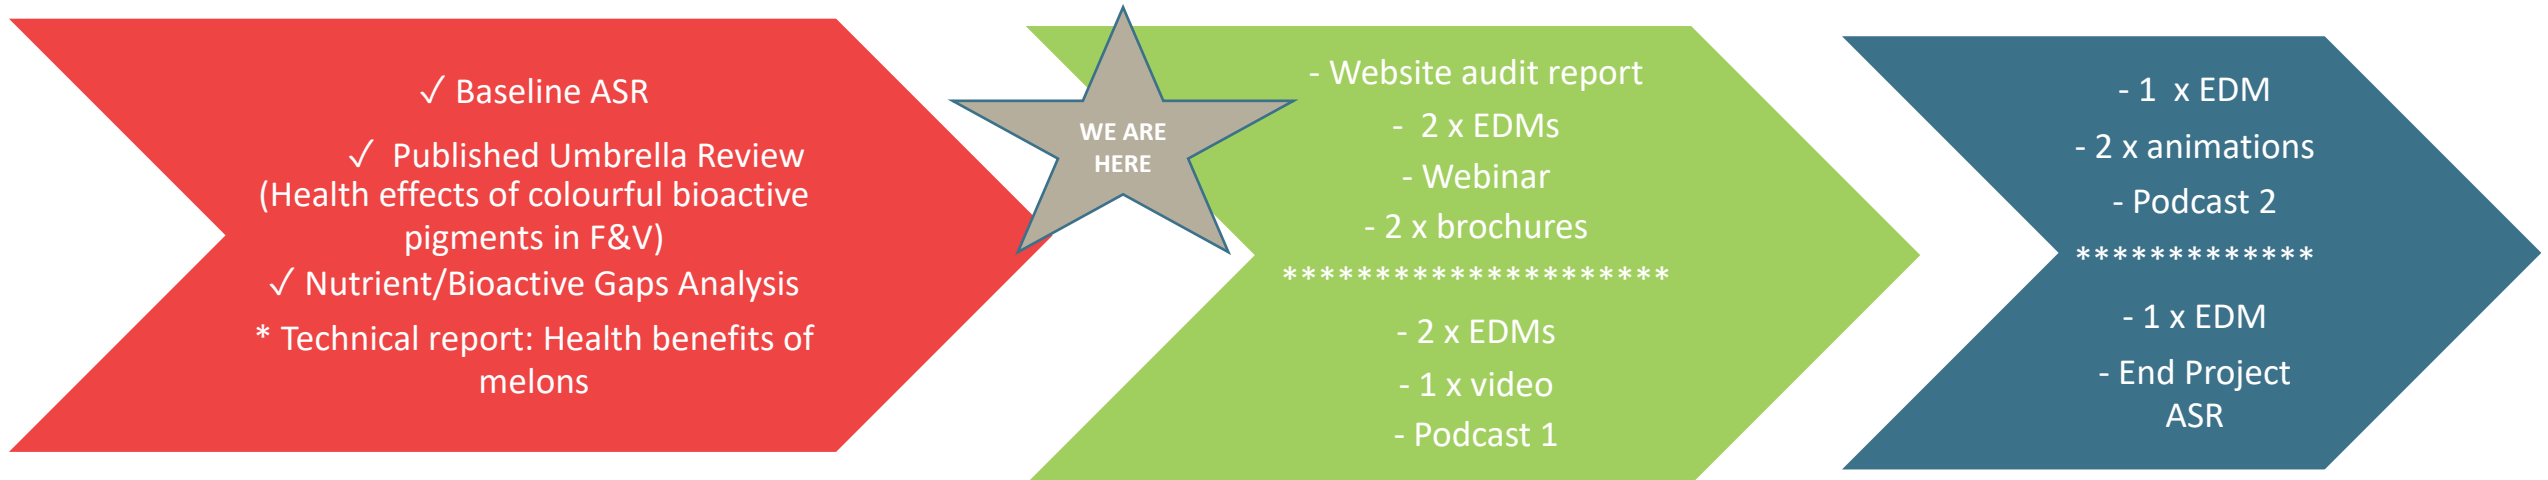 ✓ Baseline ASR
✓ Published Umbrella Review
(Health effects of colourful bioactive
pigments in F&V)
✓ Nutrient/Bioactive Gaps Analysis
* Technical report: Health benefits of
melons
WE ARE
HERE
- Website audit report
- 2 x EDMs
- Webinar
- 2 x brochures
*********************
- 2 x EDMs
- 1 x video
- Podcast 1
- 1 x EDM
- 2 x animations
- Podcast 2
*************
- 1 x EDM
- End Project
ASR